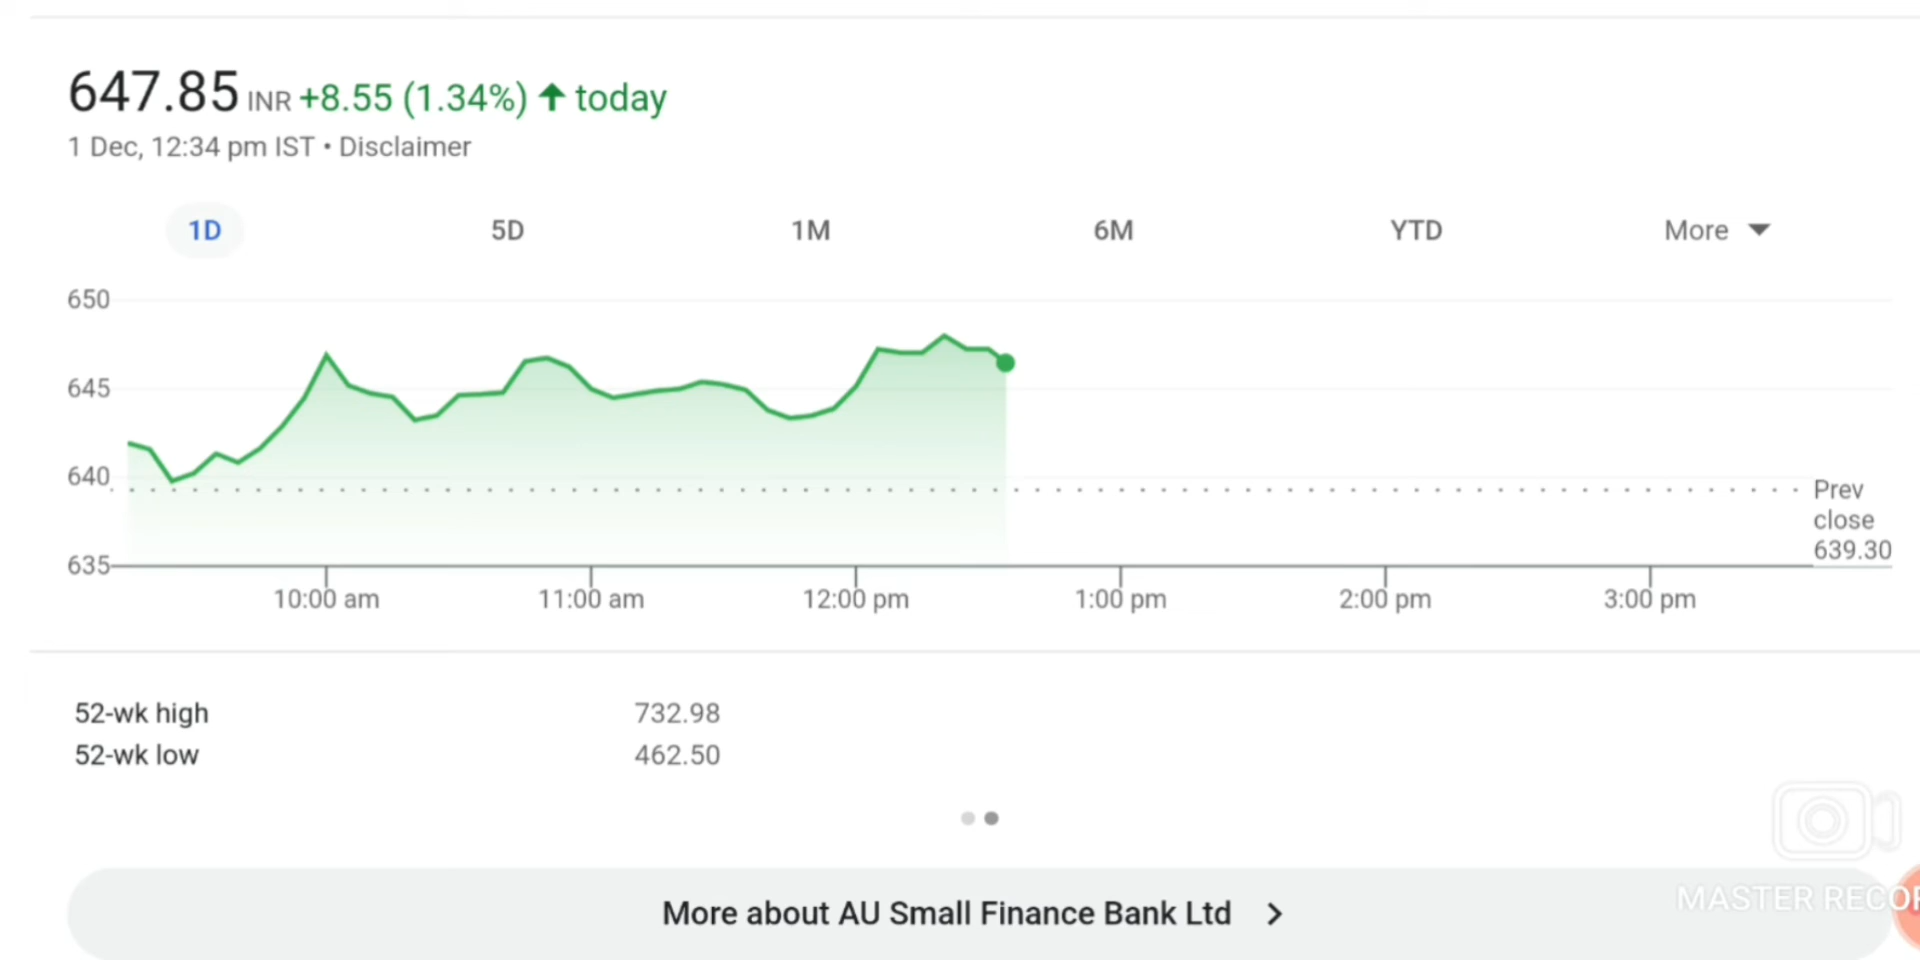 647.85 INR +8.55 (1.34%) ↑ today
1 Dec, 12:34 pm IST • Disclaimer
1D 5D 1M 6M YTD More
650
645
640
635
Prev
close
639.30
10:00 am 11:00 am 12:00 pm 1:00 pm 2:00 pm 3:00 pm
52-wk high 732.98
52-wk low 462.50
More about AU Small Finance Bank Ltd
MASTER RECOR